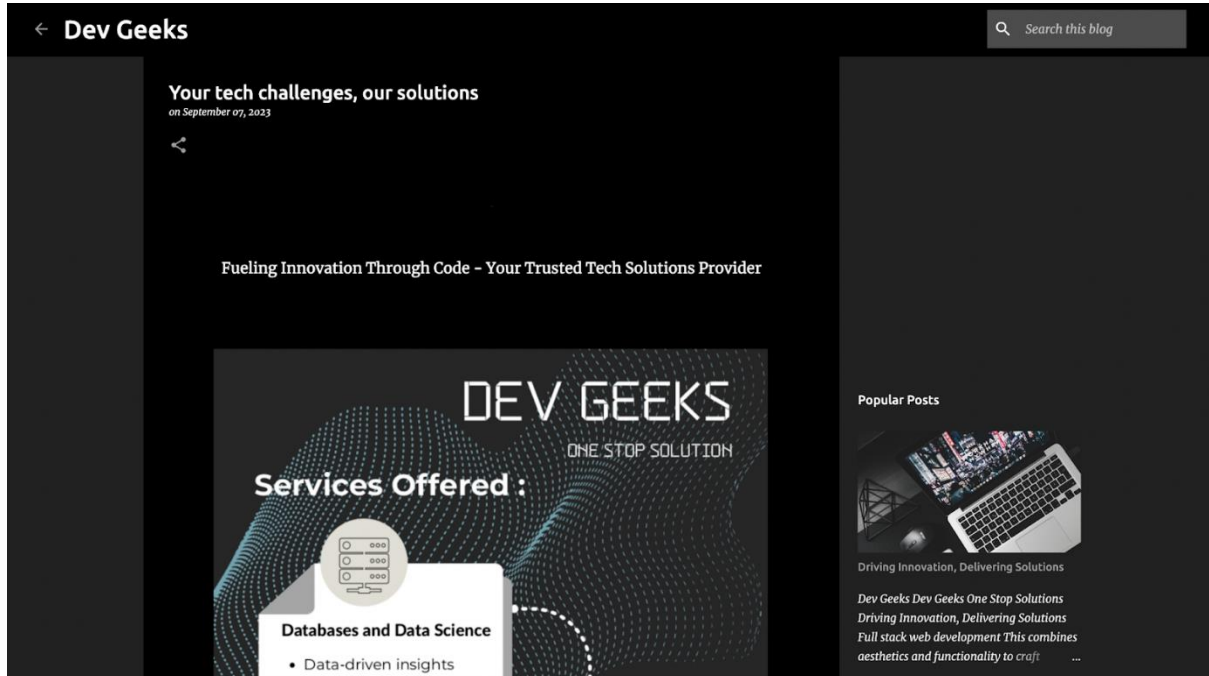 Dev Geeks
Search this blog
Your tech challenges, our solutions
on September 07, 2023
Fueling Innovation Through Code - Your Trusted Tech Solutions Provider
DEV GEEKS
ONE STOP SOLUTION
Services Offered :
Databases and Data Science
• Data-driven insights
Popular Posts
Driving Innovation, Delivering Solutions
Dev Geeks Dev Geeks One Stop Solutions
Driving Innovation, Delivering Solutions
Full stack web development This combines
aesthetics and functionality to craft ...